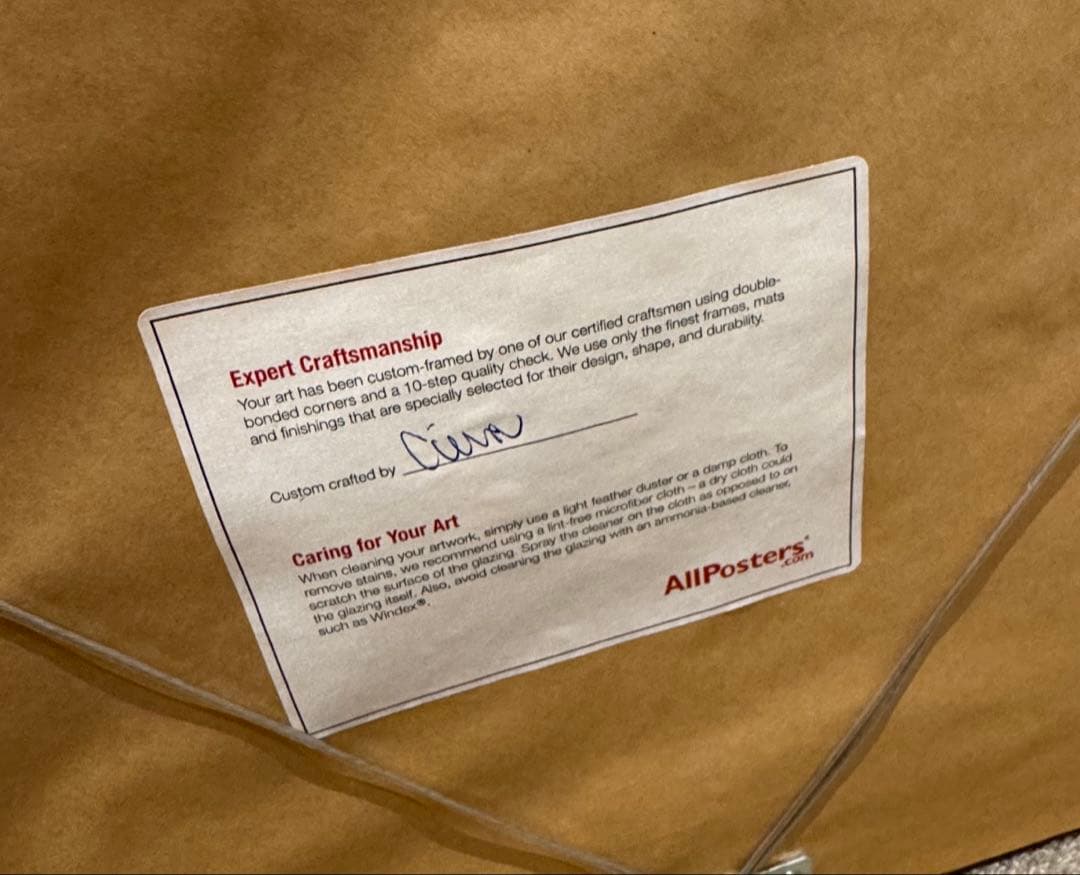 Expert Craftsmanship
Your art has been custom-framed by one of our certified craftsmen using double-
bonded corners and a 10-step quality check. We use only the finest frames, mats
and finishings that are specially selected for their design, shape, and durability.
Custom crafted by
Caring for Your Art
When cleaning your artwork, simply use a light feather duster or a damp cloth. To
remove stains, we recommend using a lint-free microfiber cloth – a dry cloth could
scratch the surface of the glazing. Spray the cleaner on the cloth as opposed to on
the glazing itself. Also, avoid cleaning the glazing with an ammonia-based cleaner,
such as Windex®.
AllPosters
.com